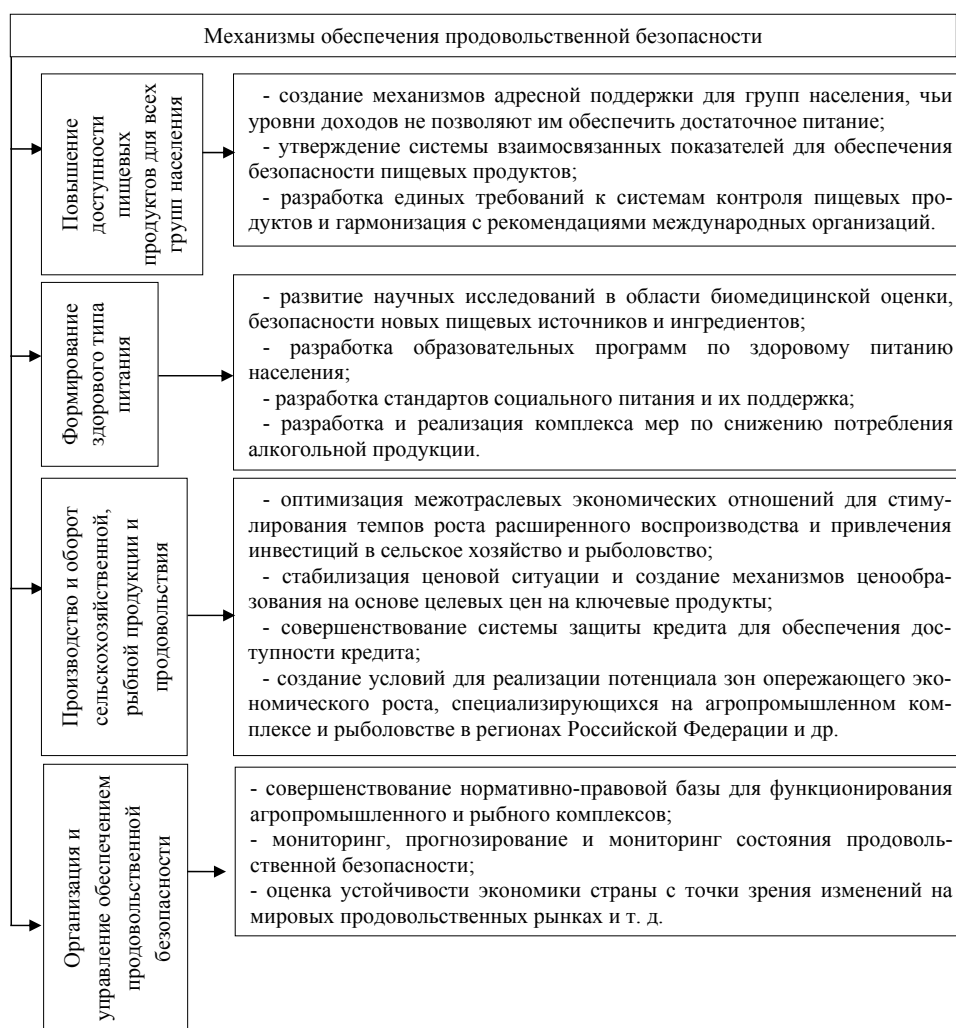 Механизмы обеспечения продовольственной безопасности
Повышение
доступности
пищевых
продуктов для всех
групп населения
- создание механизмов адресной поддержки для групп населения, чьи
уровни доходов не позволяют им обеспечить достаточное питание;
- утверждение системы взаимосвязанных показателей для обеспечения
безопасности пищевых продуктов;
- разработка единых требований к системам контроля пищевых про-
дуктов и гармонизация с рекомендациями международных организаций.
Формирование
здорового типа
питания
- развитие научных исследований в области биомедицинской оценки,
безопасности новых пищевых источников и ингредиентов;
- разработка образовательных программ по здоровому питанию
населения;
- разработка стандартов социального питания и их поддержка;
- разработка и реализация комплекса мер по снижению потребления
алкогольной продукции.
Производство и оборот
сельскохозяйственной,
рыбной продукции и
продовольствия
- оптимизация межотраслевых экономических отношений для стиму-
лирования темпов роста расширенного воспроизводства и привлечения
инвестиций в сельское хозяйство и рыболовство;
- стабилизация ценовой ситуации и создание механизмов ценообра-
зования на основе целевых цен на ключевые продукты;
- совершенствование системы защиты кредита для обеспечения дос-
тупности кредита;
- создание условий для реализации потенциала зон опережающего эко-
номического роста, специализирующихся на агропромышленном ком-
плексе и рыболовстве в регионах Российской Федерации и др.
Организация и
управление обеспечением
продовольственной
безопасности
- совершенствование нормативно-правовой базы для функционирования
агропромышленного и рыбного комплексов;
- мониторинг, прогнозирование и мониторинг состояния продоволь-
ственной безопасности;
- оценка устойчивости экономики страны с точки зрения изменений на
мировых продовольственных рынках и т. д.